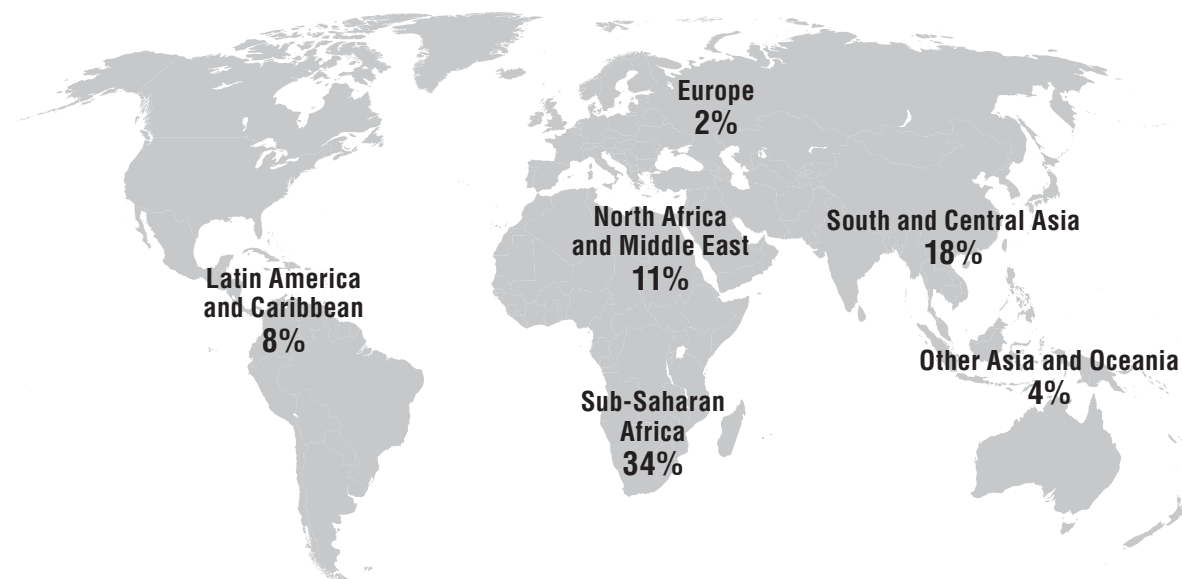 Europe
2%
North Africa
and Middle East
11%
South and Central Asia
18%
Latin America
and Caribbean
8%
Other Asia and Oceania
4%
Sub-Saharan
Africa
34%